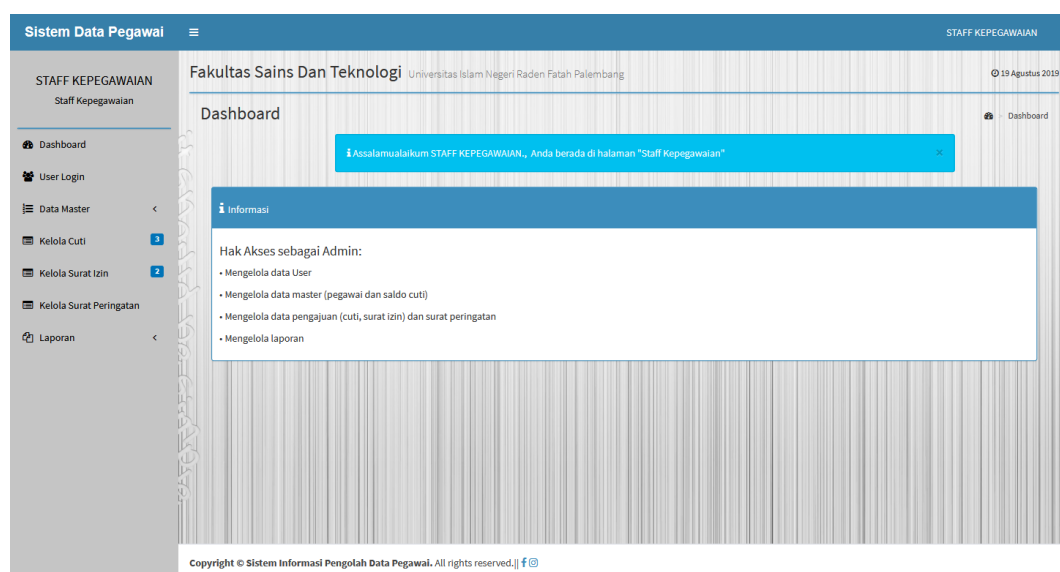 Sistem Data Pegawai
STAFF KEPEGAWAIAN
STAFF KEPEGAWAIAN
Staff Kepegawaian
Dashboard
User Login
Data Master
Kelola Cuti 3
Kelola Surat Izin 2
Kelola Surat Peringatan
Laporan
Fakultas Sains Dan Teknologi Universitas Islam Negeri Raden Fatah Palembang
19 Agustus 2019
Dashboard
> Dashboard
Assalamualaikum STAFF KEPEGAWAIAN., Anda berada di halaman "Staff Kepegawaian" ×
Informasi
Hak Akses sebagai Admin:
• Mengelola data User
• Mengelola data master (pegawai dan saldo cuti)
• Mengelola data pengajuan (cuti, surat izin) dan surat peringatan
• Mengelola laporan
Copyright © Sistem Informasi Pengolah Data Pegawai. All rights reserved.||